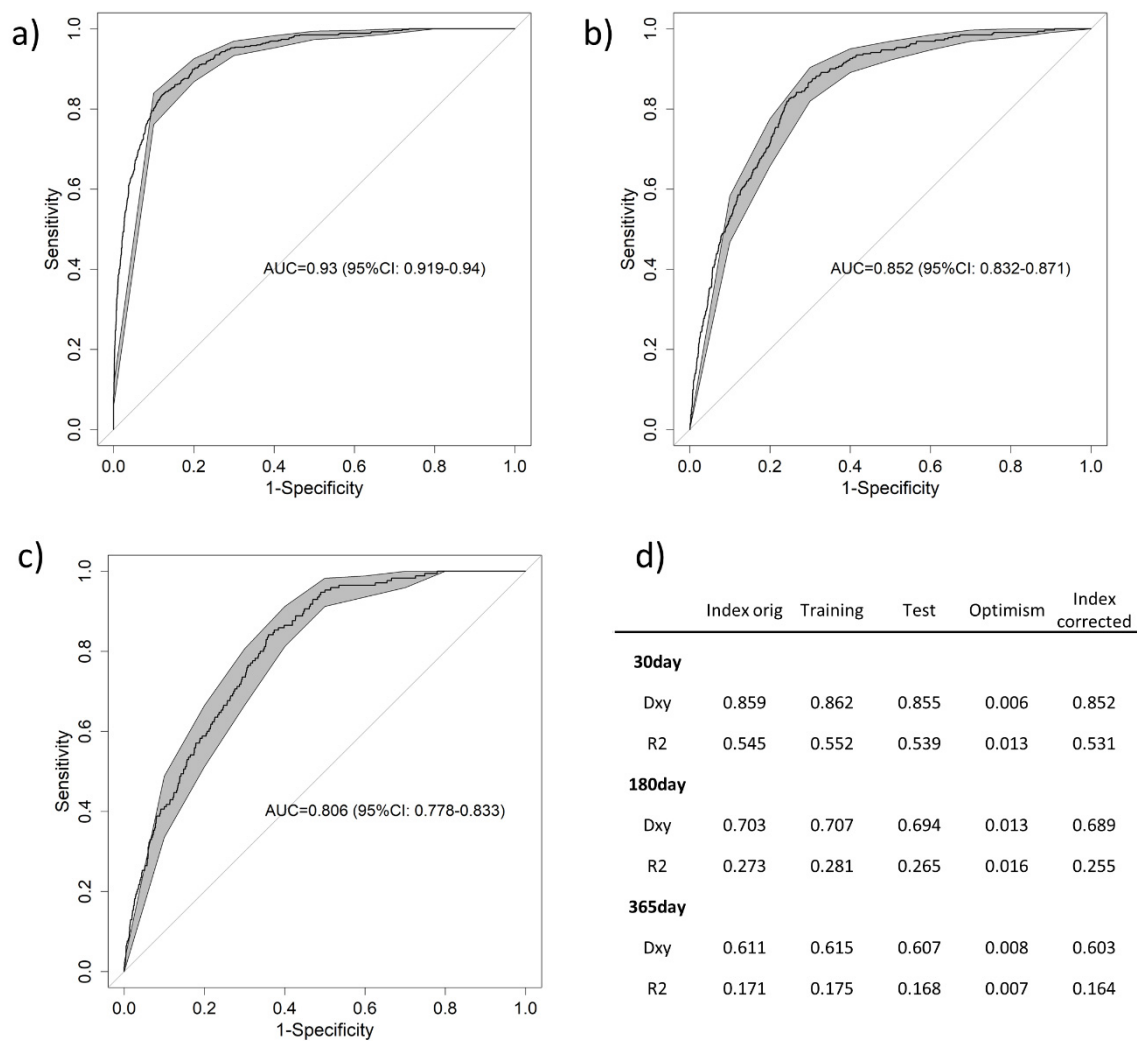 a)
1.0
0.8
0.6
0.4
0.2
0.0
Sensitivity
AUC=0.93 (95%CI: 0.919-0.94)
0.0 0.2 0.4 0.6 0.8 1.0
1-Specificity
b)
1.0
0.8
0.6
0.4
0.2
0.0
Sensitivity
AUC=0.852 (95%CI: 0.832-0.871)
0.0 0.2 0.4 0.6 0.8 1.0
1-Specificity
c)
1.0
0.8
0.6
0.4
0.2
0.0
Sensitivity
AUC=0.806 (95%CI: 0.778-0.833)
0.0 0.2 0.4 0.6 0.8 1.0
1-Specificity
d)
Index orig Training Test Optimism Index corrected
30day
Dxy 0.859 0.862 0.855 0.006 0.852
R2 0.545 0.552 0.539 0.013 0.531
180day
Dxy 0.703 0.707 0.694 0.013 0.689
R2 0.273 0.281 0.265 0.016 0.255
365day
Dxy 0.611 0.615 0.607 0.008 0.603
R2 0.171 0.175 0.168 0.007 0.164